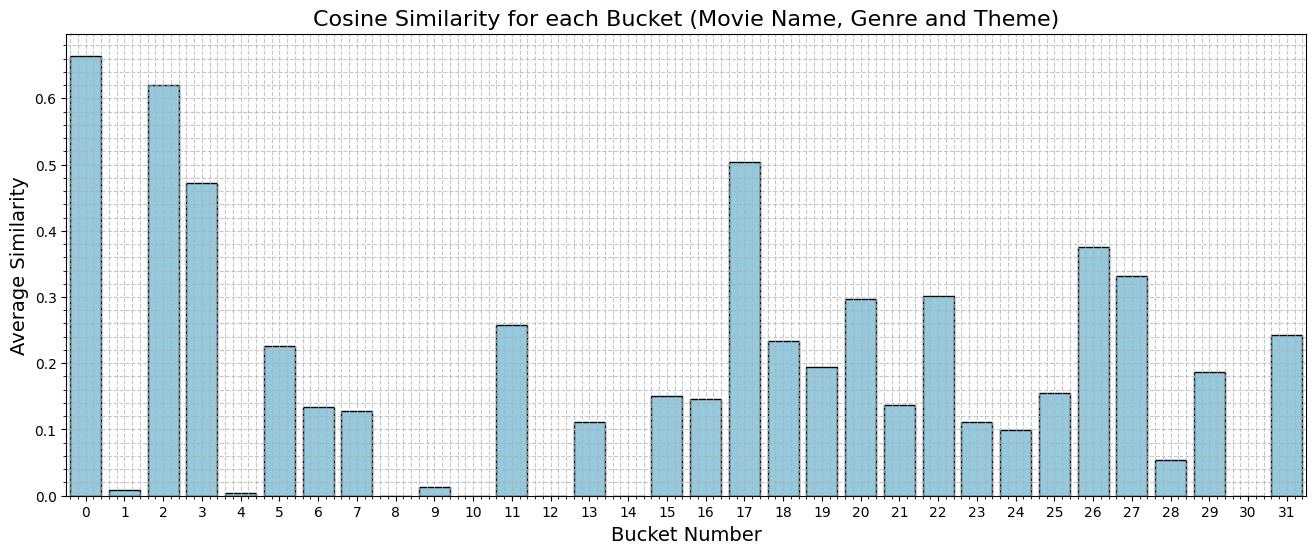 Cosine Similarity for each Bucket (Movie Name, Genre and Theme)
Average Similarity
0.6
0.5
0.4
0.3
0.2
0.1
0.0
0 1 2 3 4 5 6 7 8 9 10 11 12 13 14 15 16 17 18 19 20 21 22 23 24 25 26 27 28 29 30 31
Bucket Number